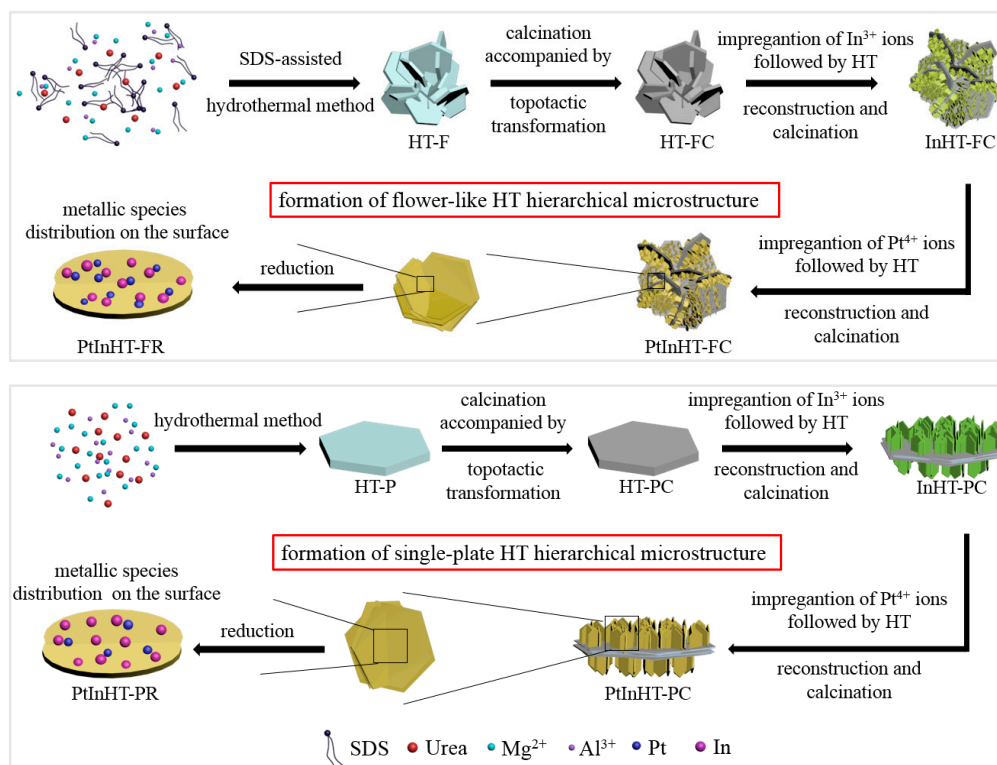 SDS-assisted
hydrothermal method
HT-F
calcination
accompanied by
topotactic
transformation
HT-FC
impregantion of In³⁺ ions
followed by HT
reconstruction and
calcination
InHT-FC
formation of flower-like HT hierarchical microstructure
impregantion of Pt⁴⁺ ions
followed by HT
reconstruction and
calcination
PtInHT-FC
reduction
metallic species
distribution on the surface
PtInHT-FR
hydrothermal method
HT-P
calcination
accompanied by
topotactic
transformation
HT-PC
impregantion of In³⁺ ions
followed by HT
reconstruction and
calcination
InHT-PC
formation of single-plate HT hierarchical microstructure
impregantion of Pt⁴⁺ ions
followed by HT
reconstruction and
calcination
PtInHT-PC
reduction
metallic species
distribution on the surface
PtInHT-PR
SDS Urea Mg²⁺ Al³⁺ Pt In